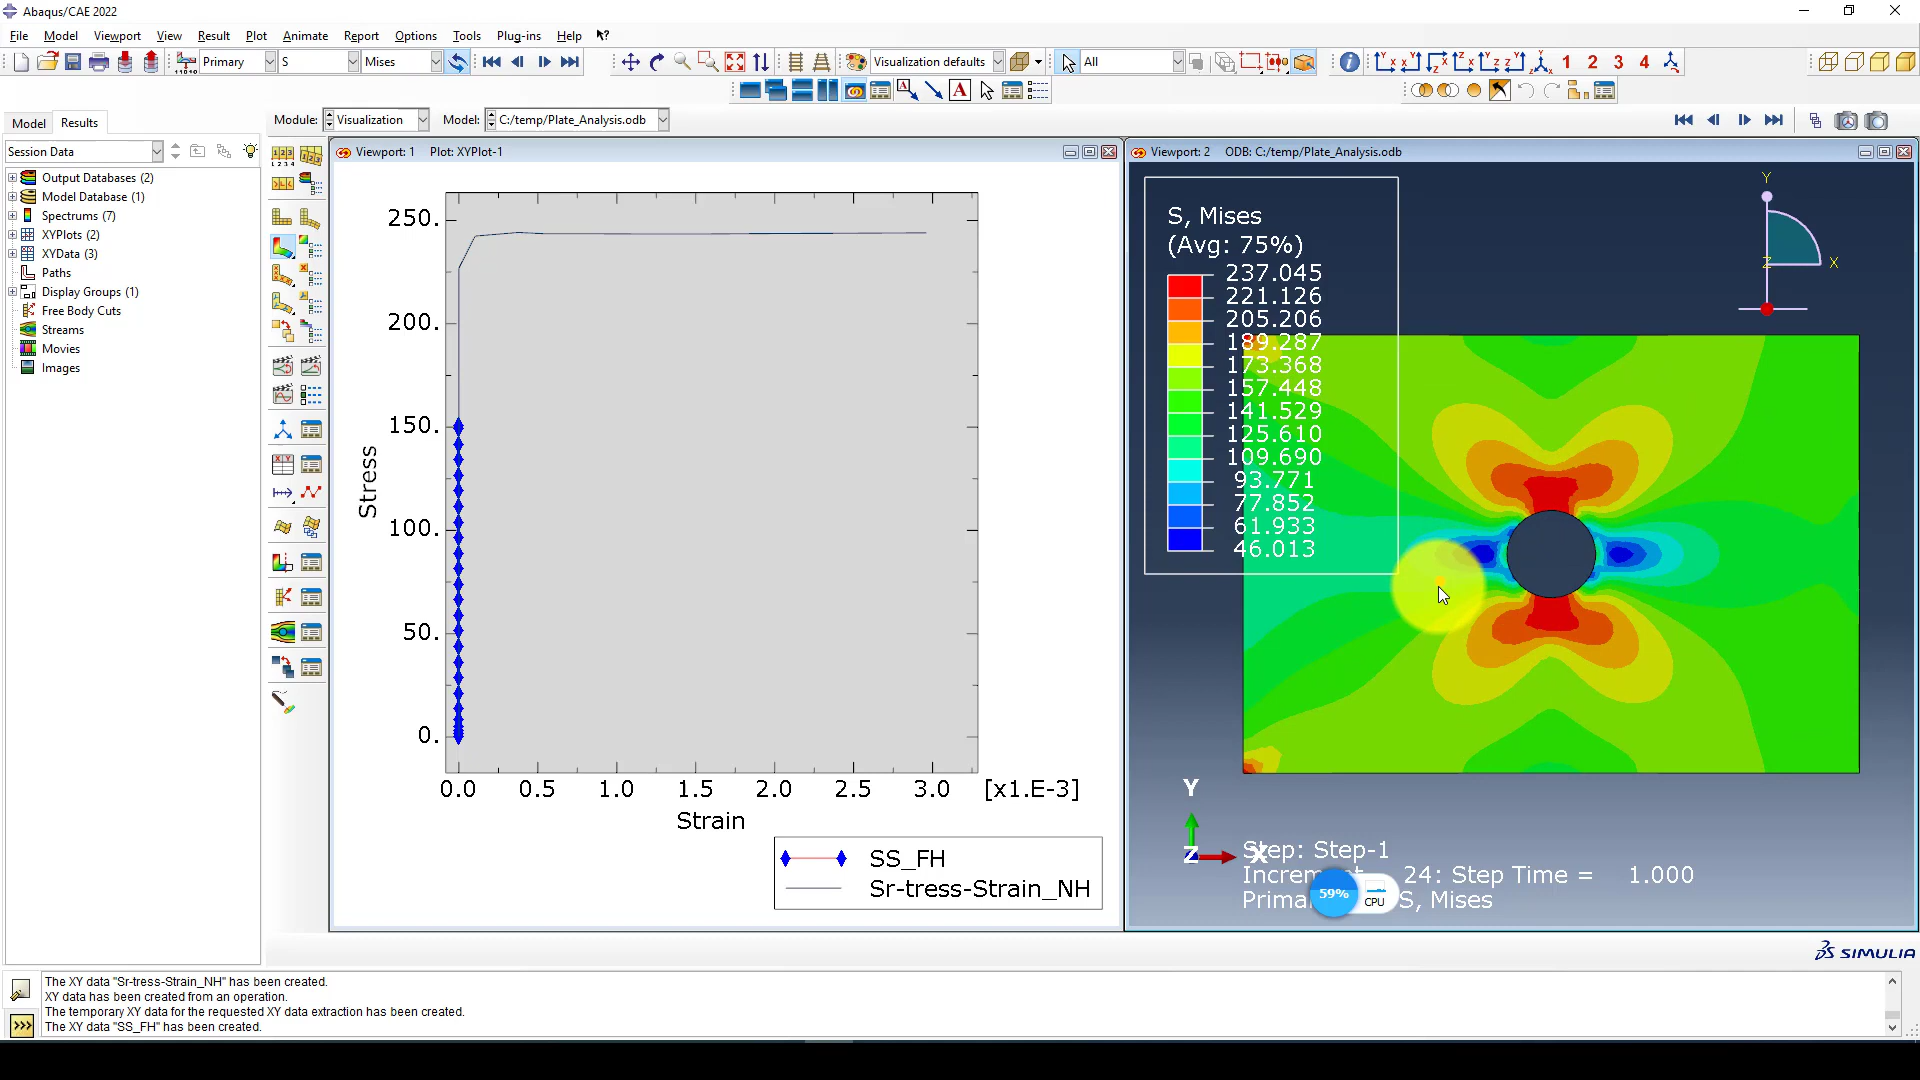 Abaqus/CAE 2022
File Model Viewport View Result Plot Animate Report Options Tools Plug-ins Help
Primary S Mises Visualization defaults All 1 2 3 4
Model Results
Module: Visualization Model: C:/temp/Plate_Analysis.odb
Session Data
Output Databases (2)
Model Database (1)
Spectrums (7)
XYPlots (2)
XYData (3)
Paths
Display Groups (1)
Free Body Cuts
Streams
Movies
Images
Viewport: 1 Plot: XYPlot-1
250.
200.
150.
100.
50.
0.
Stress
0.0 0.5 1.0 1.5 2.0 2.5 3.0 [x1.E-3]
Strain
SS_FH
Sr-tress-Strain_NH
Viewport: 2 ODB: C:/temp/Plate_Analysis.odb
S, Mises
(Avg: 75%)
237.045
221.126
205.206
189.287
173.368
157.448
141.529
125.610
109.690
93.771
77.852
61.933
46.013
Y
Z X
Y
Z X
Step: Step-1
Increment 24: Step Time = 1.000
S, Mises
59% CPU
SIMULIA
The XY data "Sr-tress-Strain_NH" has been created.
XY data has been created from an operation.
The temporary XY data for the requested XY data extraction has been created.
The XY data "SS_FH" has been created.